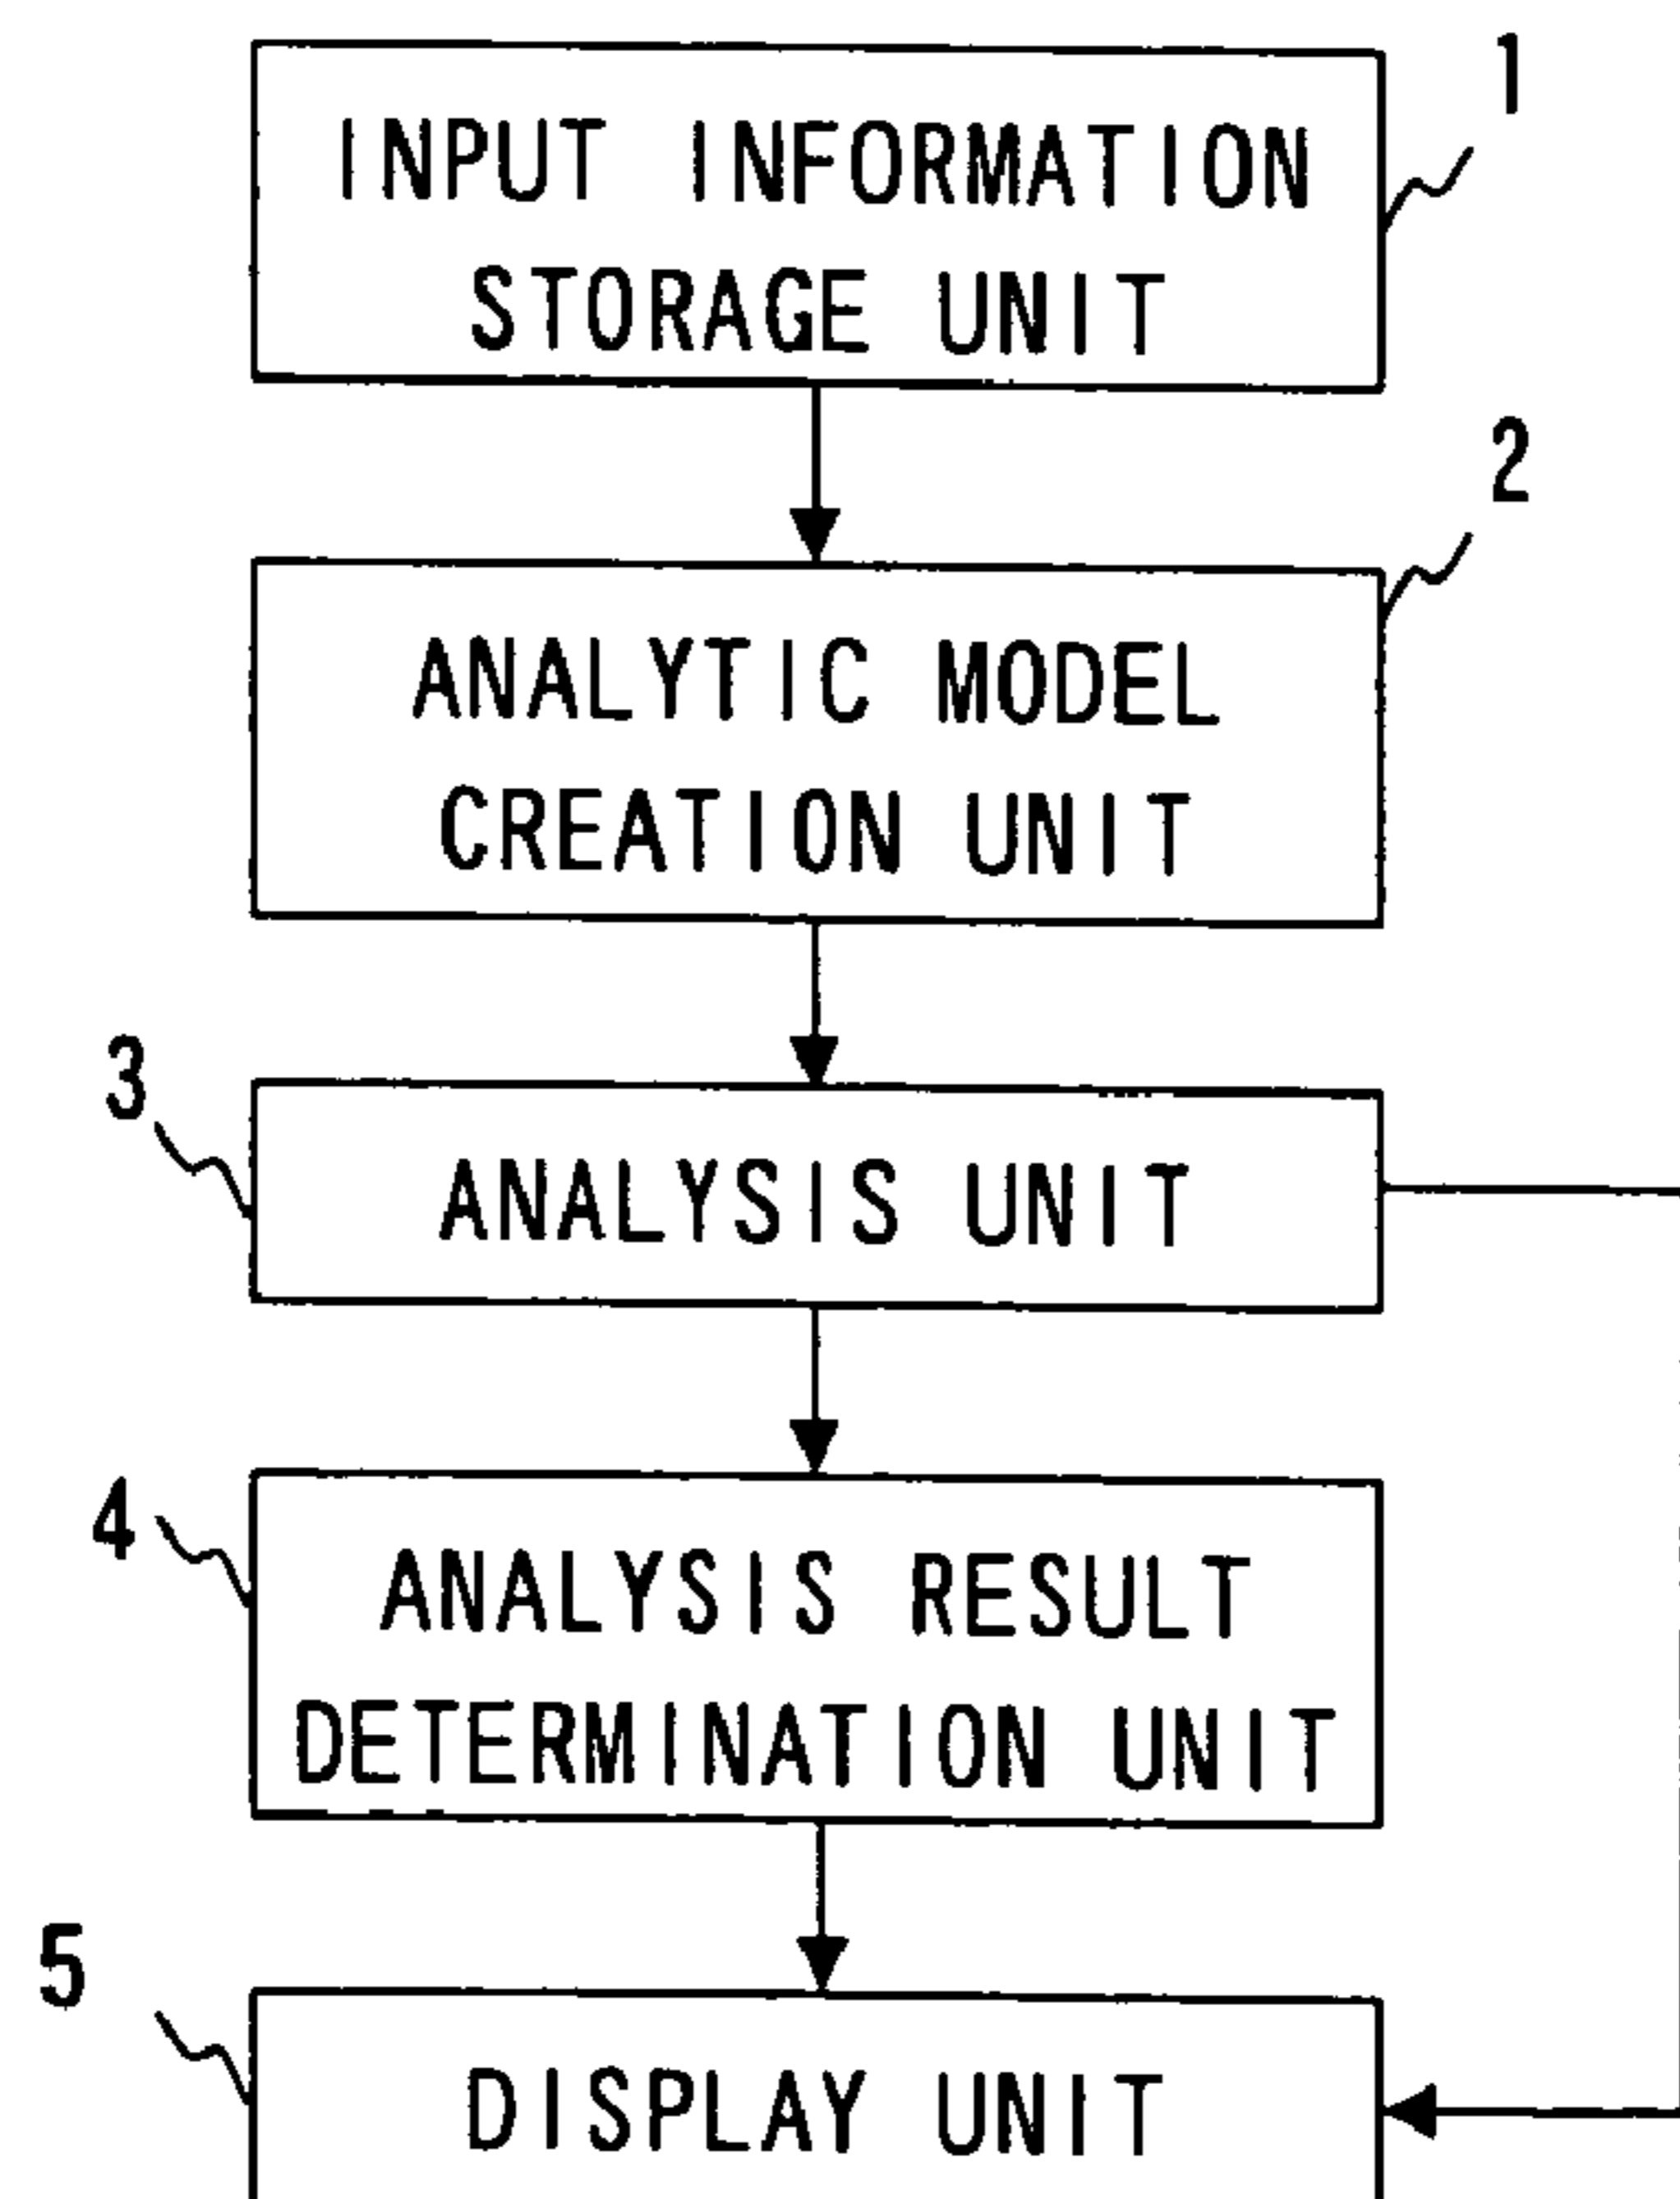 1
INPUT INFORMATION
STORAGE UNIT
2
ANALYTIC MODEL
CREATION UNIT
3
ANALYSIS UNIT
4
ANALYSIS RESULT
DETERMINATION UNIT
5
DISPLAY UNIT